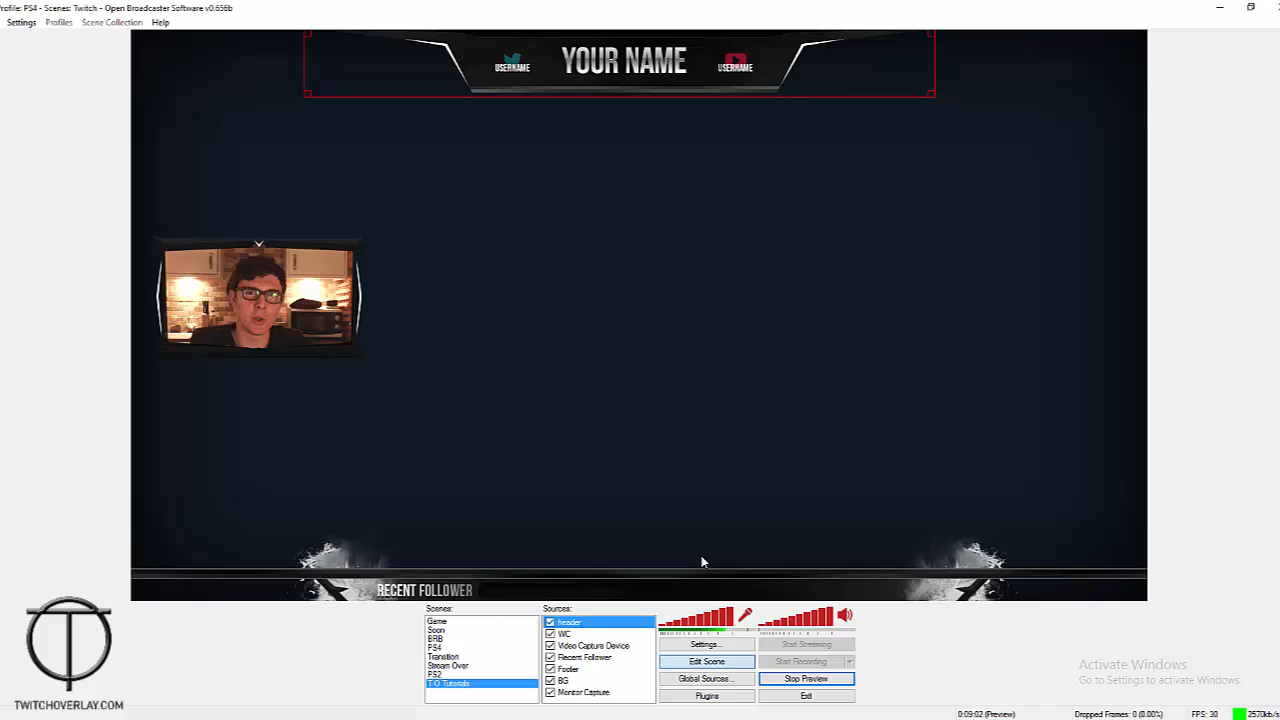 Profile: PS4 - Scenes: Twitch - Open Broadcaster Software v0.656b
Settings Profiles Scene Collection Help
YOUR NAME
USERNAME
USERNAME
RECENT FOLLOWER
Scenes:
Game
Soon
BRB
PS4
Transition
Stream Over
PS2
T-O Tutorials
Sources:
header
WC
Video Capture Device
Recent Follower
Footer
BG
Monitor Capture
Settings...
Start Streaming
Edit Scene
Start Recording
Global Sources...
Stop Preview
Plugins
Exit
TWITCHOVERLAY.COM
Activate Windows
Go to Settings to activate Windows.
0:09:02 (Preview)
Dropped Frames: 0 (0.00%)
FPS: 30
2570kb/s